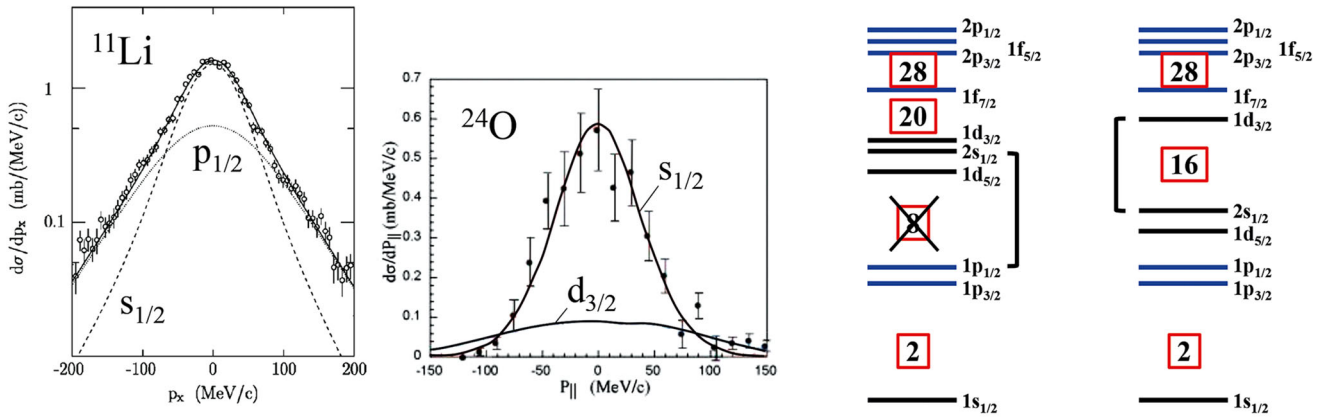 ¹¹Li
p₁/₂
s₁/₂
dσ/dpₓ (mb/(MeV/c))
1
0.1
-200
-100
0
100
200
pₓ (MeV/c)
²⁴O
s₁/₂
d₃/₂
dσ/dP|| (mb/MeV/c)
0.7
0.6
0.5
0.4
0.3
0.2
0.1
0
-150
-100
-50
0
50
100
150
P|| (MeV/c)
2p₁/₂
1f₅/₂
2p₃/₂
28
1f₇/₂
20
1d₃/₂
2s₁/₂
1d₅/₂
8
1p₁/₂
1p₃/₂
2
1s₁/₂
2p₁/₂
1f₅/₂
2p₃/₂
28
1f₇/₂
1d₃/₂
16
2s₁/₂
1d₅/₂
1p₁/₂
1p₃/₂
2
1s₁/₂